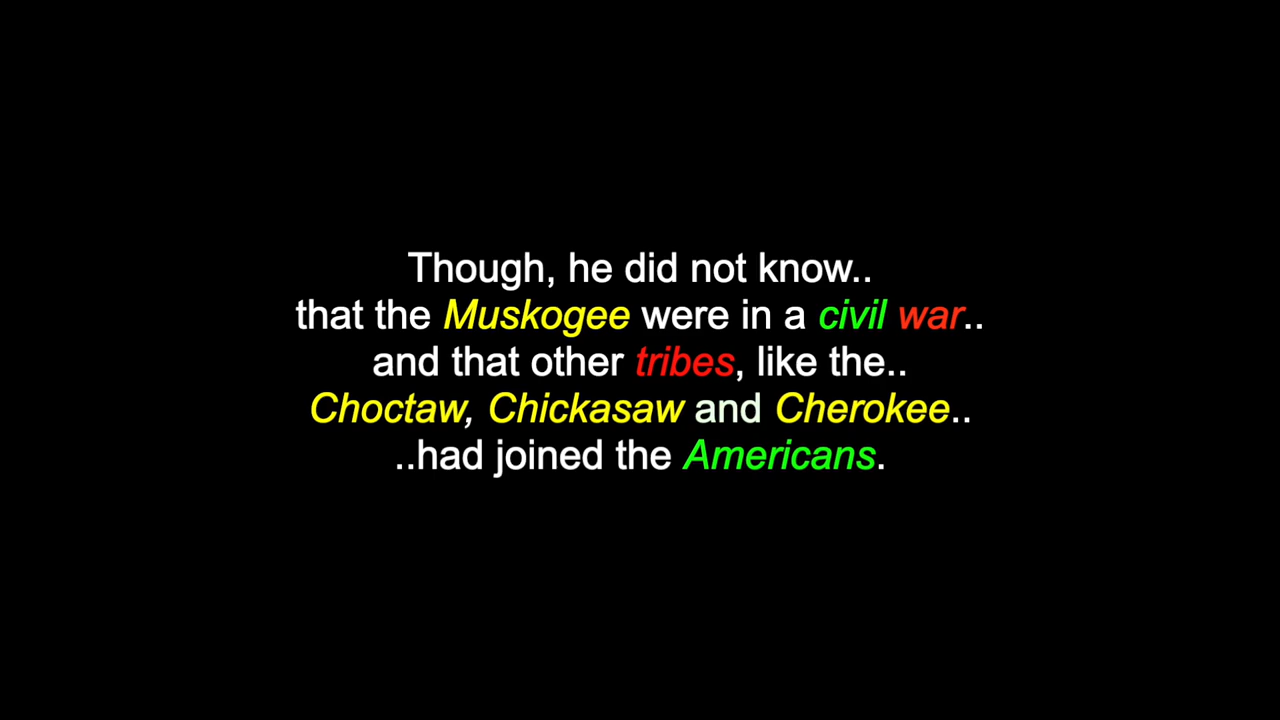 Though, he did not know..
that the Muskogee were in a civil war..
and that other tribes, like the..
Choctaw, Chickasaw and Cherokee..
..had joined the Americans.